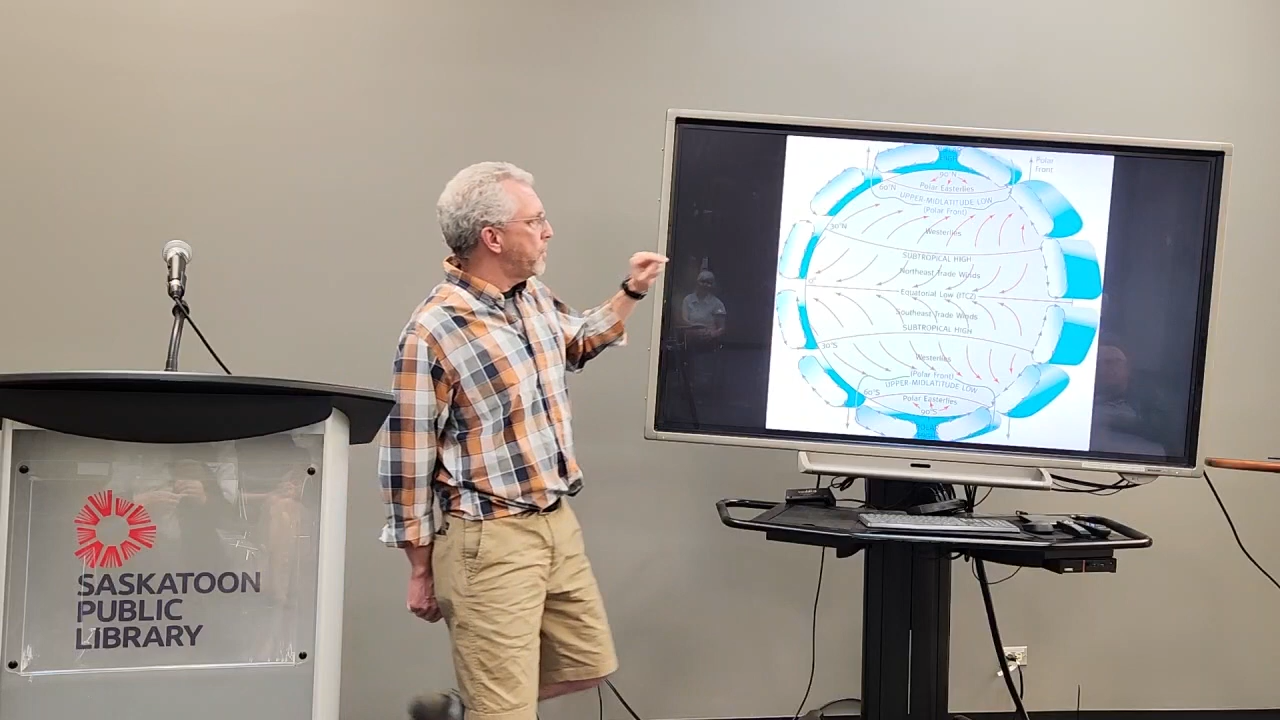 SASKATOON
PUBLIC
LIBRARY
Polar
front
90°N
60°N
Polar Easterlies
UPPER-MIDLATITUDE LOW
(Polar Front)
30°N
Westerlies
SUBTROPICAL HIGH
Northeast Trade Winds
0°
Equatorial Low (ITCZ)
Southeast Trade Winds
SUBTROPICAL HIGH
30°S
Westerlies
(Polar Front)
UPPER-MIDLATITUDE LOW
60°S
Polar Easterlies
90°S